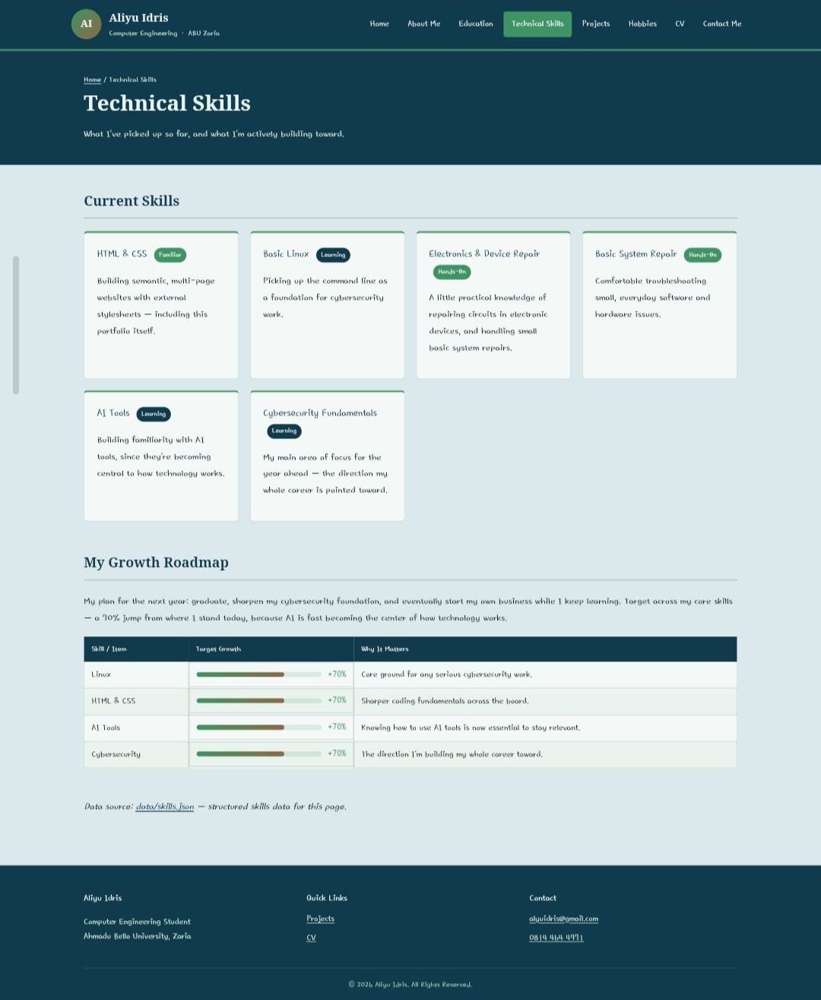 AI
Aliyu Idris
Computer Engineering · ABU Zaria
Home
About Me
Education
Technical Skills
Projects
Hobbies
CV
Contact Me
Home / Technical Skills
Technical Skills
What I've picked up so far, and what I'm actively building toward.
Current Skills
HTML & CSS Familiar
Building semantic, multi-page
websites with external
stylesheets — including this
portfolio itself.
Basic Linux Learning
Picking up the command line as
a foundation for cybersecurity
work.
Electronics & Device Repair
Hands-On
A little practical knowledge of
repairing circuits in electronic
devices, and handling small
basic system repairs.
Basic System Repair Hands-On
Comfortable troubleshooting
small, everyday software and
hardware issues.
AI Tools Learning
Building familiarity with AI
tools, since they're becoming
central to how technology works.
Cybersecurity Fundamentals
Learning
My main area of focus for the
year ahead — the direction my
whole career is pointed toward.
My Growth Roadmap
My plan for the next year: graduate, sharpen my cybersecurity foundation, and eventually start my own business while I keep learning. Target across my core skills
— a 70% jump from where I stand today, because AI is fast becoming the center of how technology works.
Skill / Item Target Growth Why It Matters
Linux +70% Core ground for any serious cybersecurity work.
HTML & CSS +70% Sharper coding fundamentals across the board.
AI Tools +70% Knowing how to use AI tools is now essential to stay relevant.
Cybersecurity +70% The direction I'm building my whole career toward.
Data source: data/skills.json — structured skills data for this page.
Aliyu Idris
Computer Engineering Student
Ahmadu Bello University, Zaria
Quick Links
Projects
CV
Contact
alyuidris@gmail.com
0814 464 4971
© 2026 Aliyu Idris. All Rights Reserved.